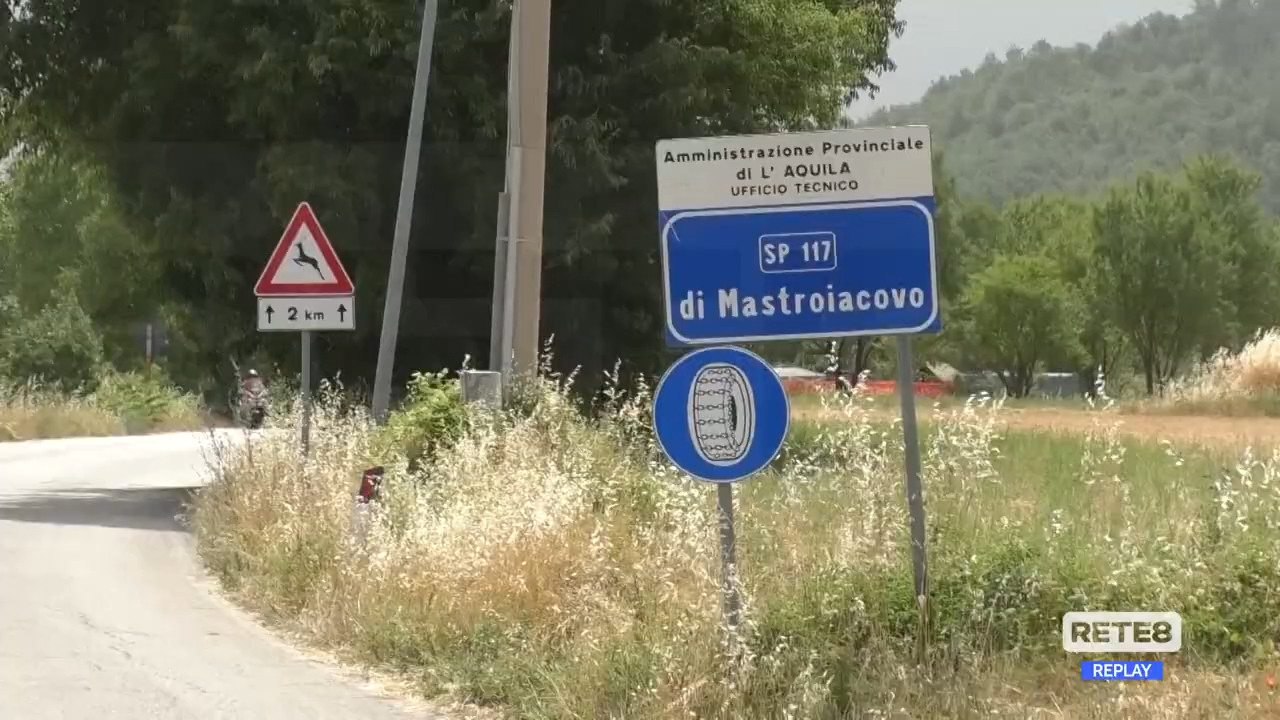 Amministrazione Provinciale
di L' AQUILA
UFFICIO TECNICO
SP 117
di Mastroiacovo
2 km
RETE8
REPLAY